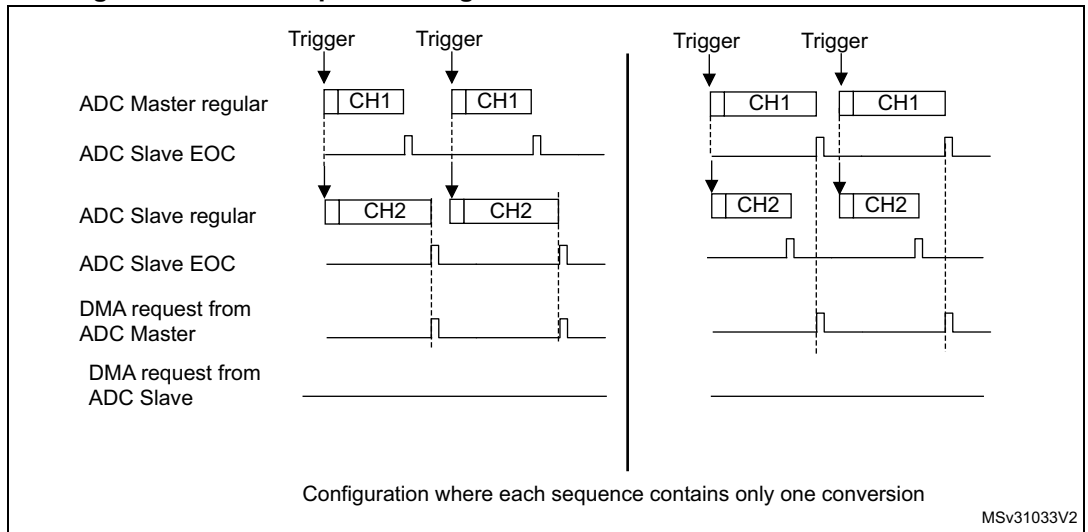 Trigger Trigger Trigger Trigger
ADC Master regular CH1 CH1 CH1 CH1
ADC Slave EOC
ADC Slave regular CH2 CH2 CH2 CH2
ADC Slave EOC
DMA request from
ADC Master
DMA request from
ADC Slave
Configuration where each sequence contains only one conversion
MSv31033V2